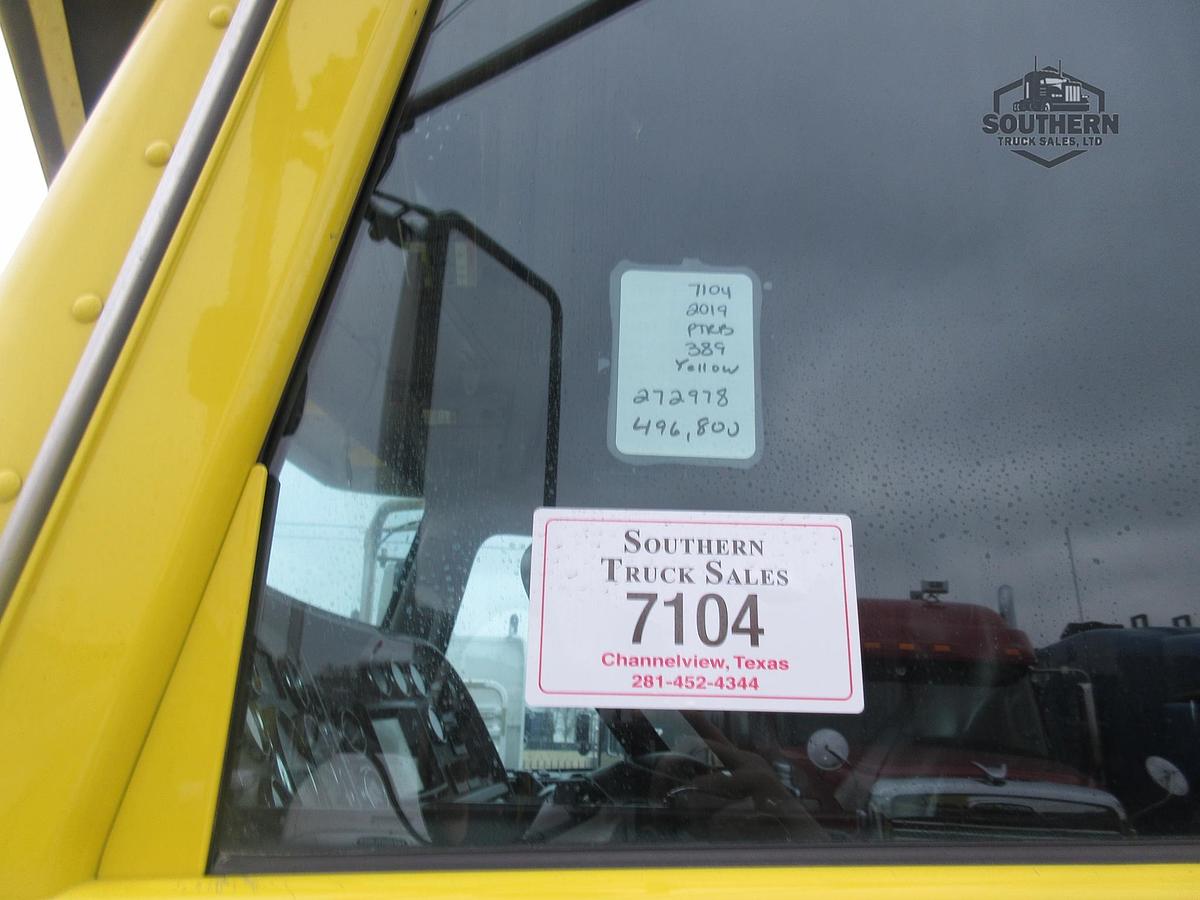 SOUTHERN
TRUCK SALES, LTD
7104
2019
PTRB
389
Yellow
272978
496,800
SOUTHERN
TRUCK SALES
7104
Channelview, Texas
281-452-4344